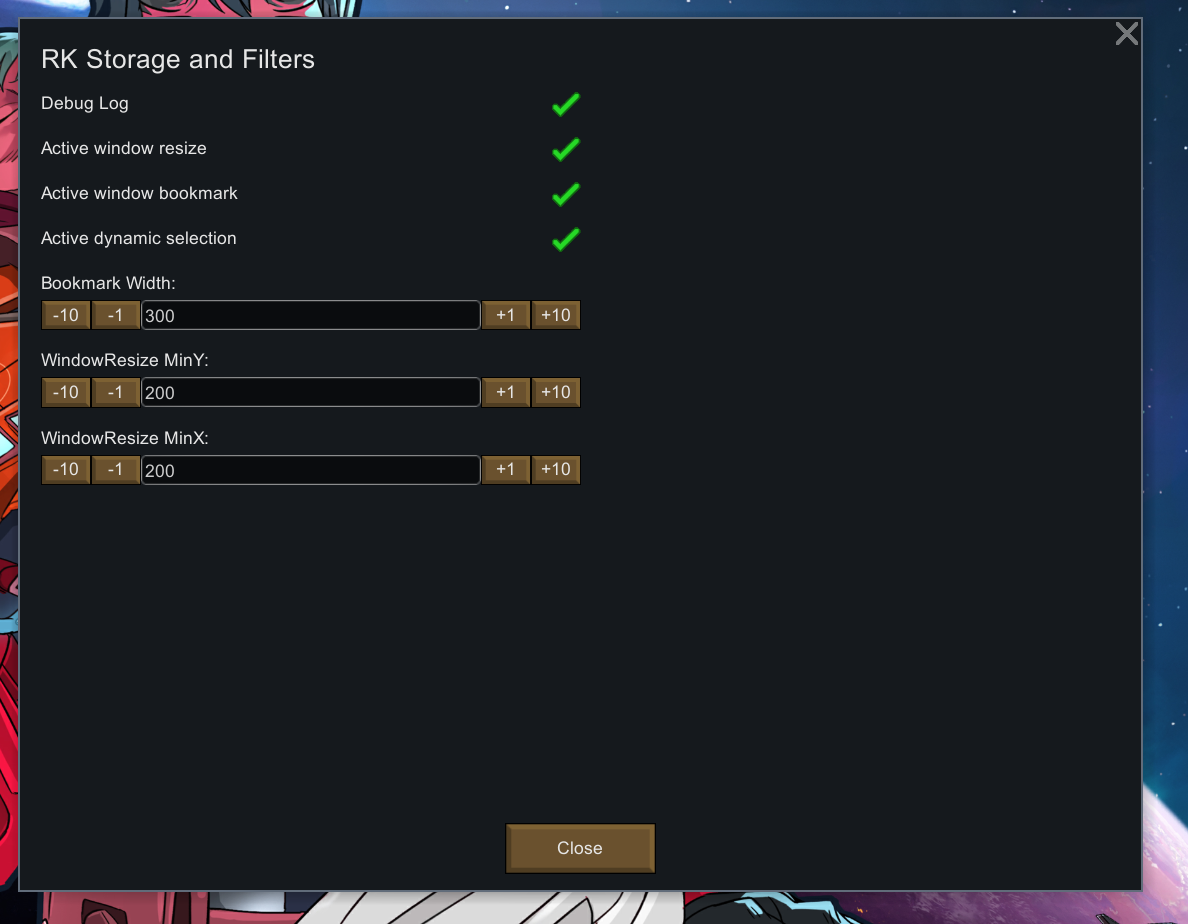 RK Storage and Filters
Debug Log
Active window resize
Active window bookmark
Active dynamic selection
Bookmark Width:
-10 -1 300 +1 +10
WindowResize MinY:
-10 -1 200 +1 +10
WindowResize MinX:
-10 -1 200 +1 +10
Close